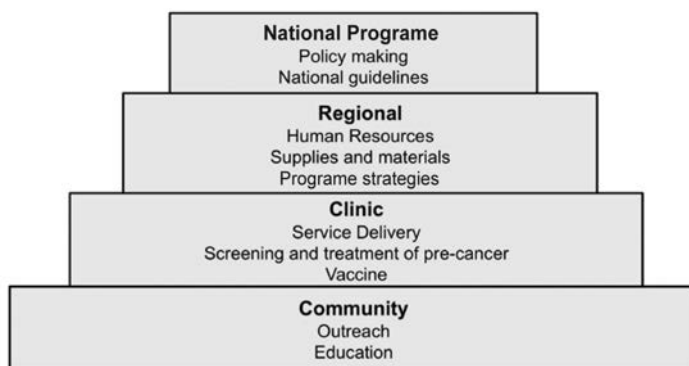 National Programe
Policy making
National guidelines
Regional
Human Resources
Supplies and materials
Programe strategies
Clinic
Service Delivery
Screening and treatment of pre-cancer
Vaccine
Community
Outreach
Education